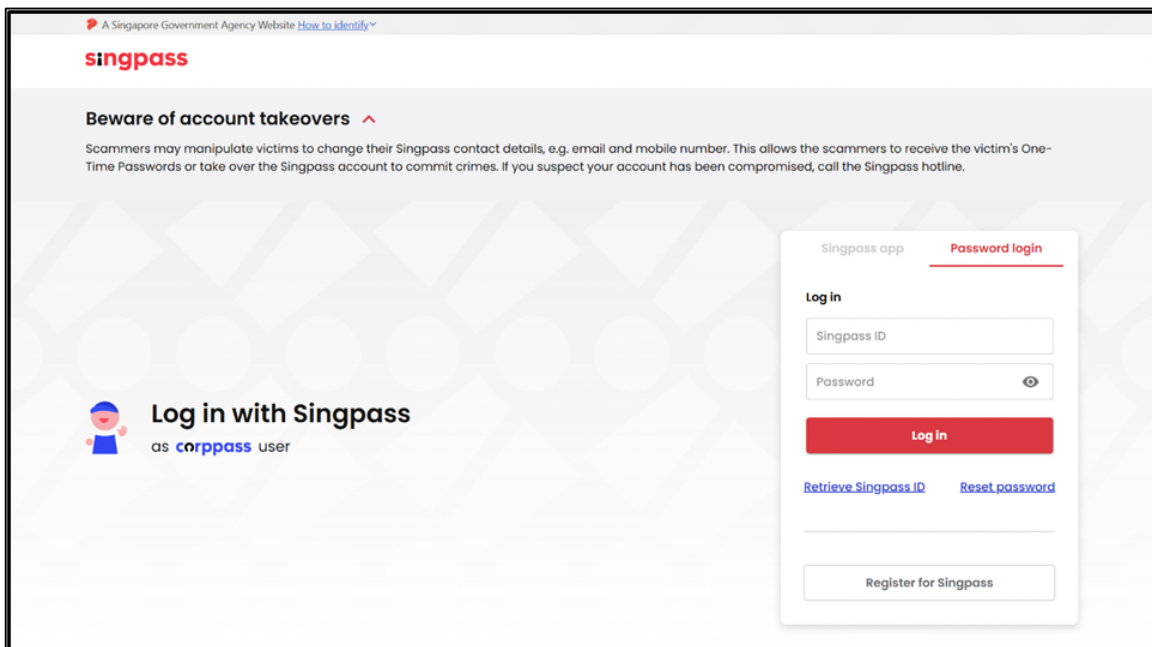 A Singapore Government Agency Website How to identify
singpass
Beware of account takeovers
Scammers may manipulate victims to change their Singpass contact details, e.g. email and mobile number. This allows the scammers to receive the victim's One-
Time Passwords or take over the Singpass account to commit crimes. If you suspect your account has been compromised, call the Singpass hotline.
Singpass app Password login
Log in
Singpass ID
Password
Log in with Singpass
as corppass user
Log in
Retrieve Singpass ID Reset password
Register for Singpass